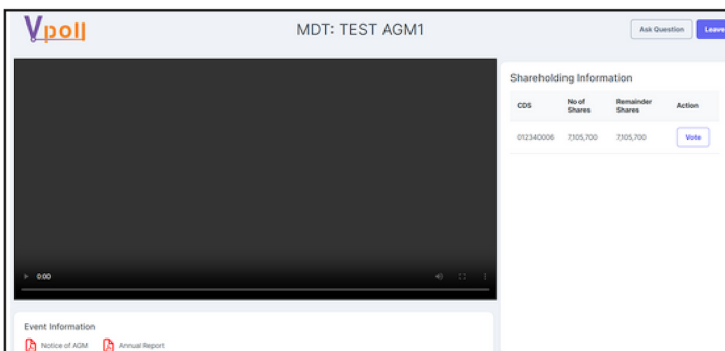 Vpoll
MDT: TEST AGM1
Ask Question
Leave
Shareholding Information
CDS No of Shares Remainder Shares Action
012340006 7,105,700 7,105,700 Vote
0:00
Event Information
Notice of AGM Annual Report